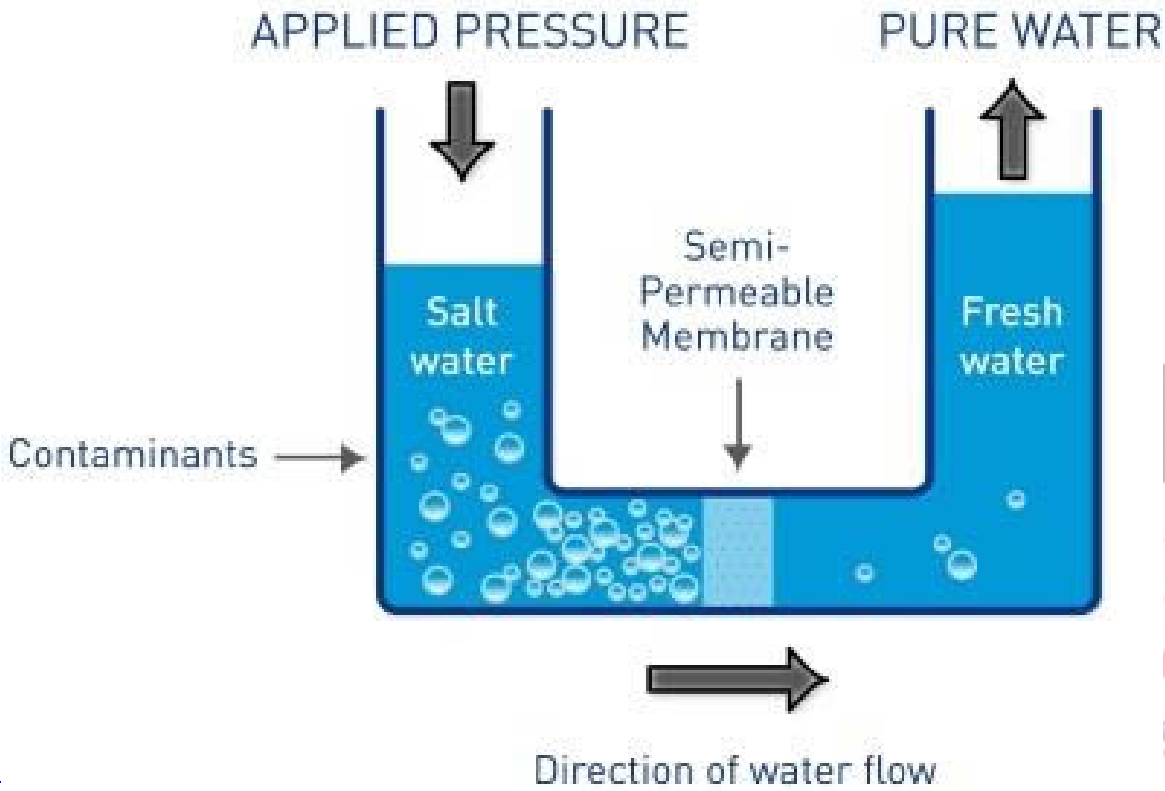 APPLIED PRESSURE
PURE WATER
Semi-
Permeable
Membrane
Salt
water
Fresh
water
Contaminants
Direction of water flow